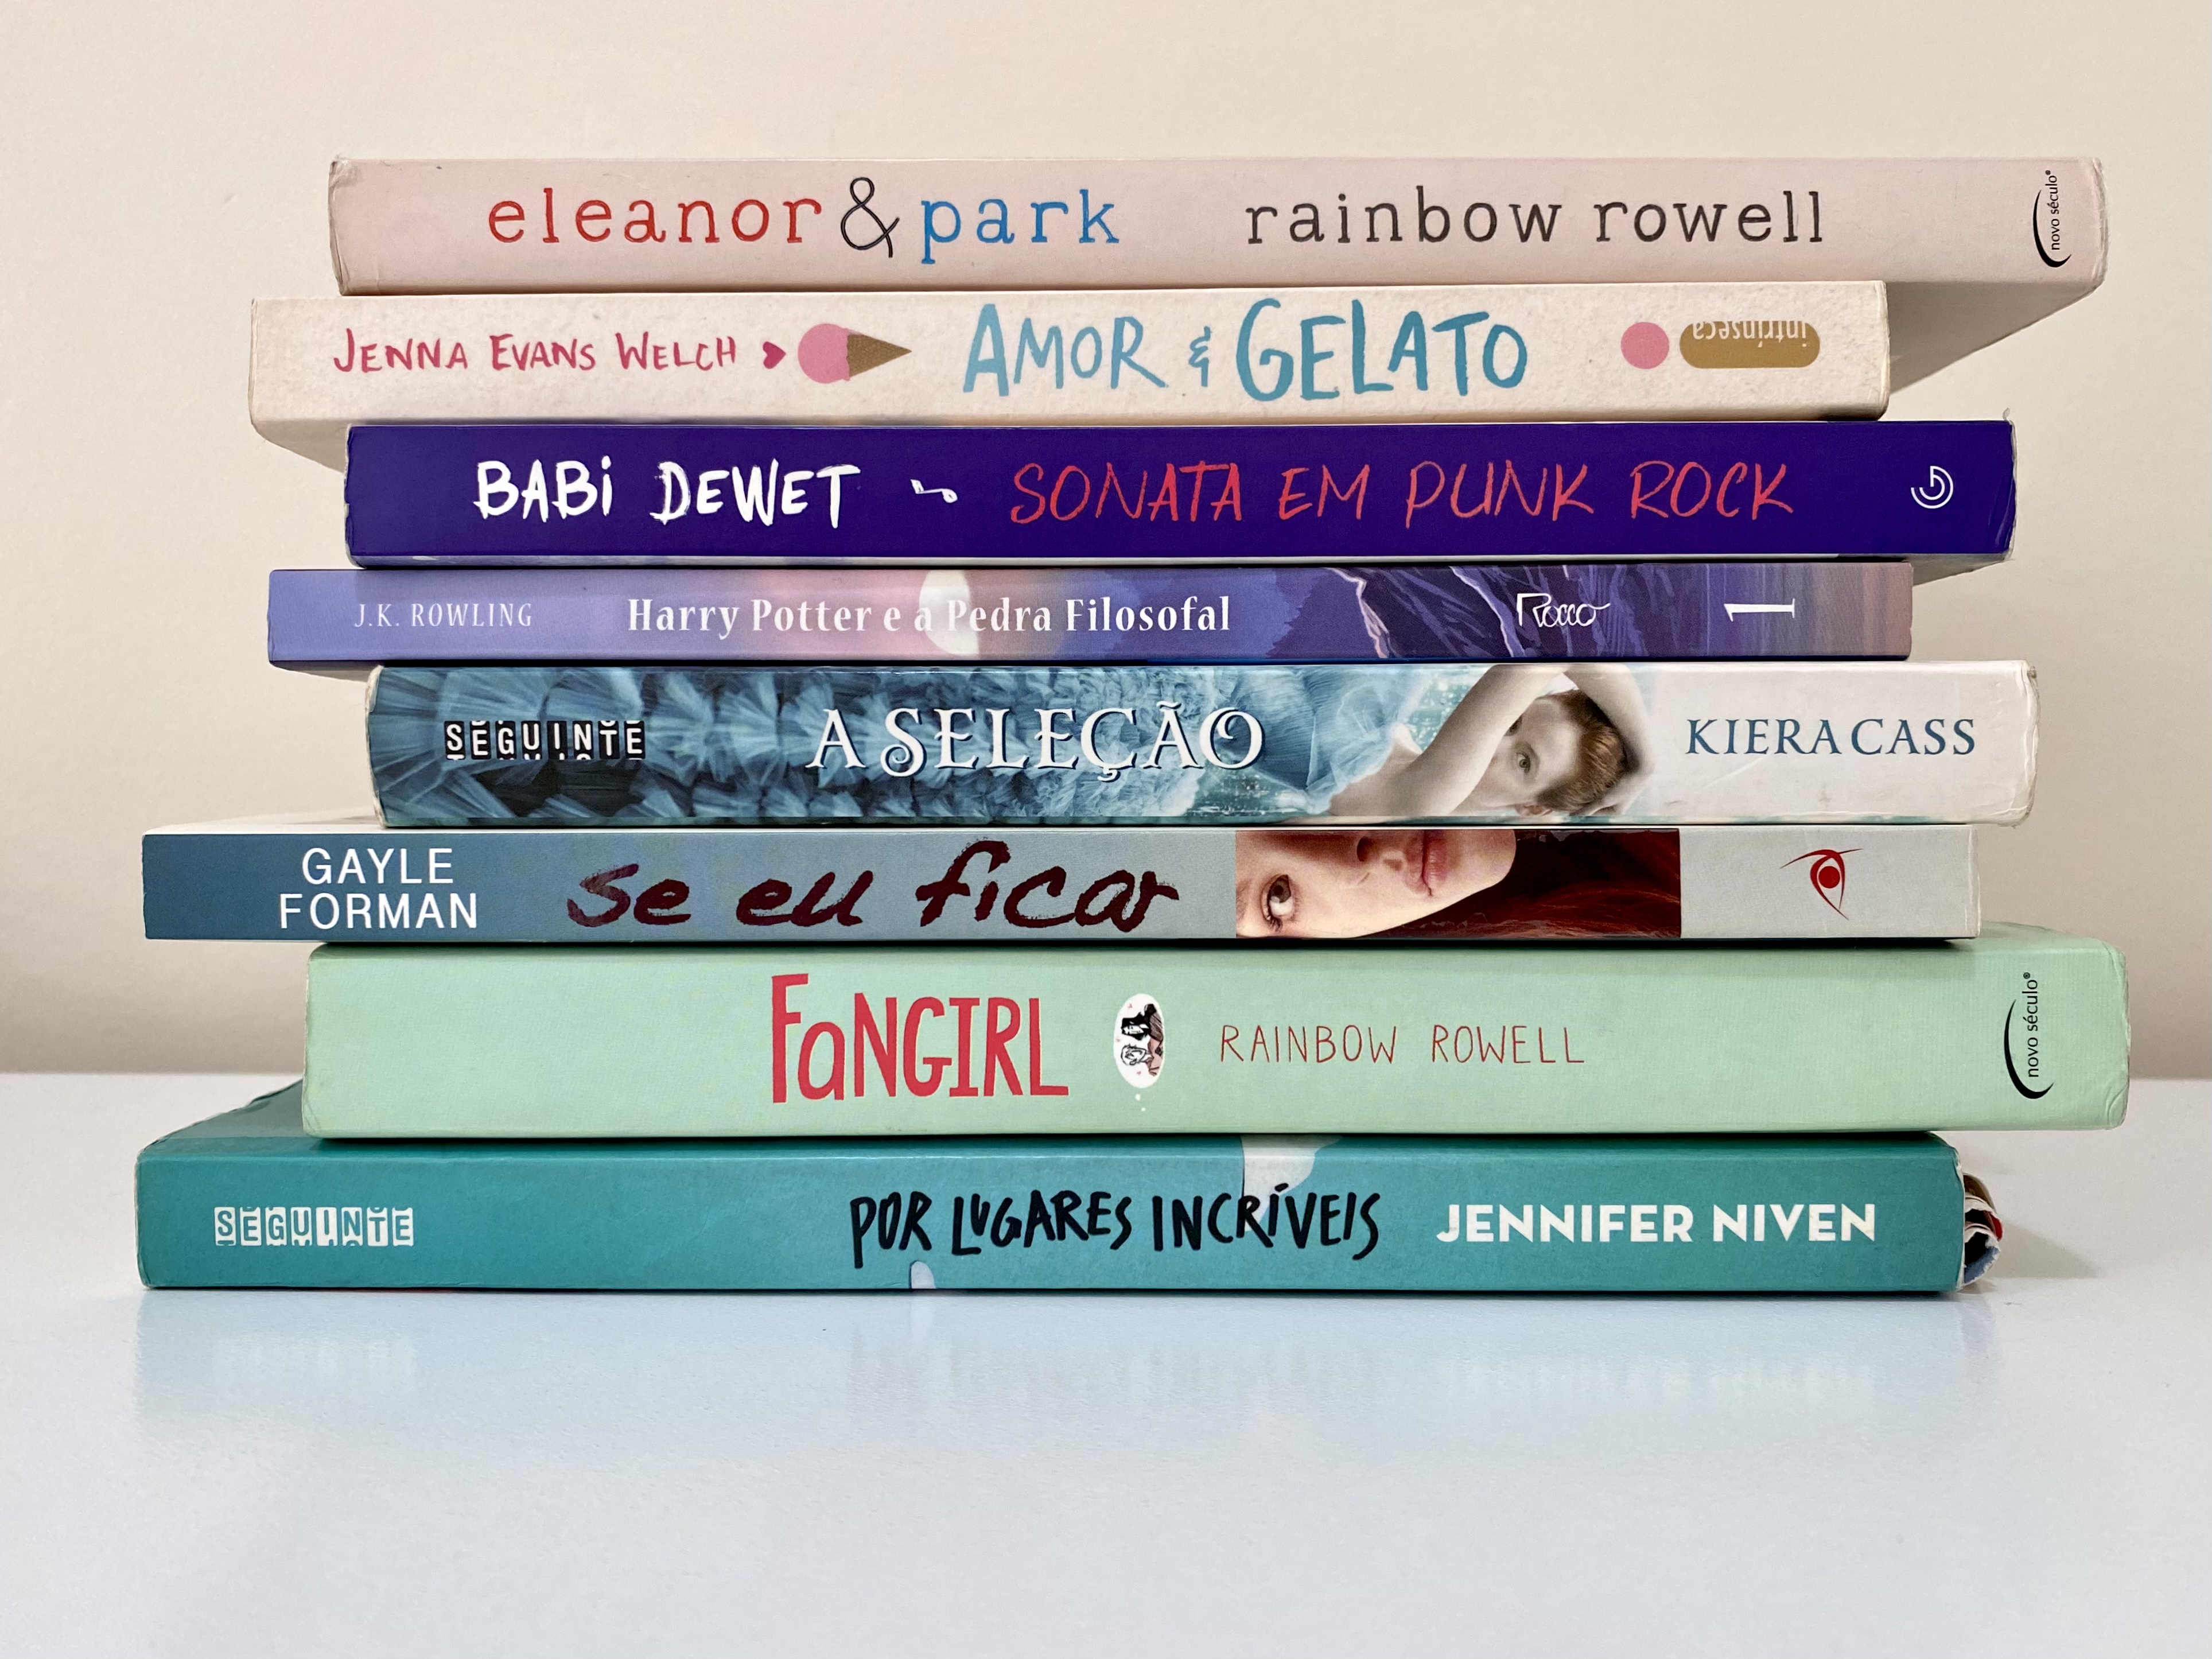 eleanor & park rainbow rowell novo século®
JENNA EVANS WELCH AMOR & GELATO intrínseca
BABI DEWET SONATA EM PUNK ROCK G
J.K. ROWLING Harry Potter e a Pedra Filosofal Rocco 1
SEGUINTE A SELEÇÃO KIERA CASS
GAYLE
FORMAN
se eu ficar
FANGIRL RAINBOW ROWELL novo século®
SEGUINTE POR LUGARES INCRÍVEIS JENNIFER NIVEN